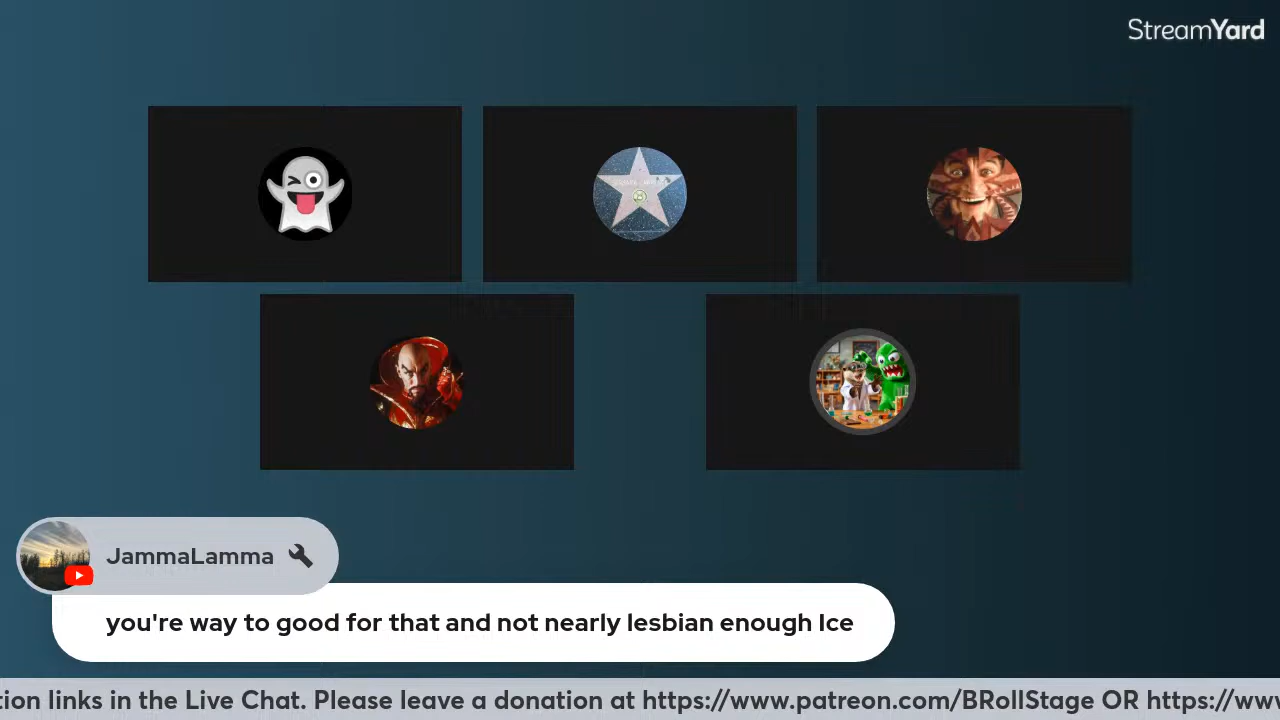 StreamYard
JammaLamma
you're way to good for that and not nearly lesbian enough Ice
tion links in the Live Chat. Please leave a donation at https://www.patreon.com/BRollStage OR https://www